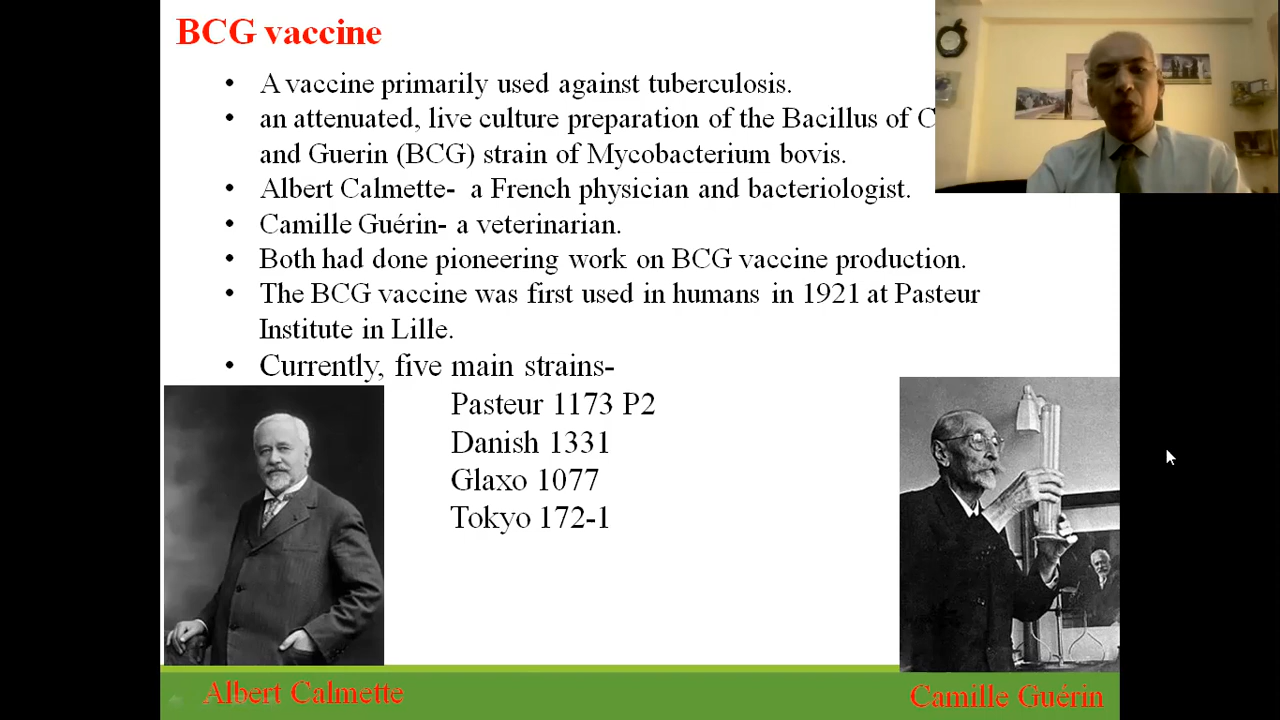 BCG vaccine
• A vaccine primarily used against tuberculosis.
• an attenuated, live culture preparation of the Bacillus of C
and Guerin (BCG) strain of Mycobacterium bovis.
• Albert Calmette- a French physician and bacteriologist.
• Camille Guérin- a veterinarian.
• Both had done pioneering work on BCG vaccine production.
• The BCG vaccine was first used in humans in 1921 at Pasteur
Institute in Lille.
• Currently, five main strains-
Pasteur 1173 P2
Danish 1331
Glaxo 1077
Tokyo 172-1
Albert Calmette
Camille Guérin